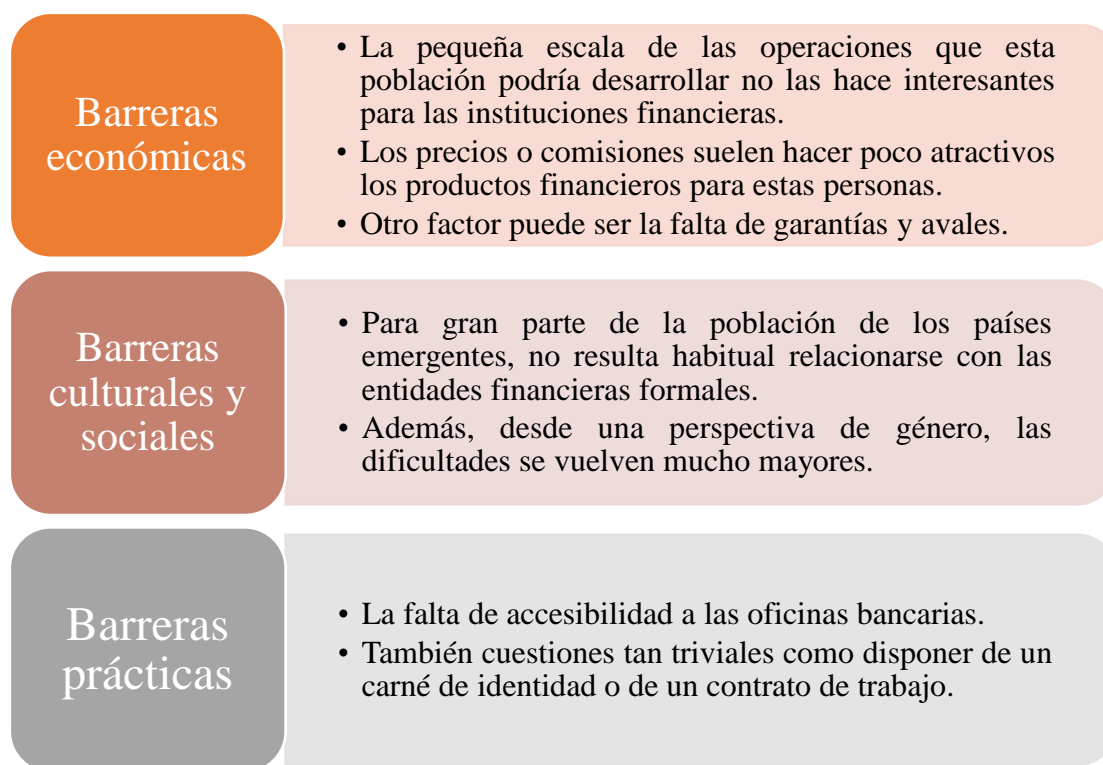 Barreras
económicas
• La pequeña escala de las operaciones que esta
población podría desarrollar no las hace interesantes
para las instituciones financieras.
• Los precios o comisiones suelen hacer poco atractivos
los productos financieros para estas personas.
• Otro factor puede ser la falta de garantías y avales.
Barreras
culturales y
sociales
• Para gran parte de la población de los países
emergentes, no resulta habitual relacionarse con las
entidades financieras formales.
• Además, desde una perspectiva de género, las
dificultades se vuelven mucho mayores.
Barreras
prácticas
• La falta de accesibilidad a las oficinas bancarias.
• También cuestiones tan triviales como disponer de un
carné de identidad o de un contrato de trabajo.